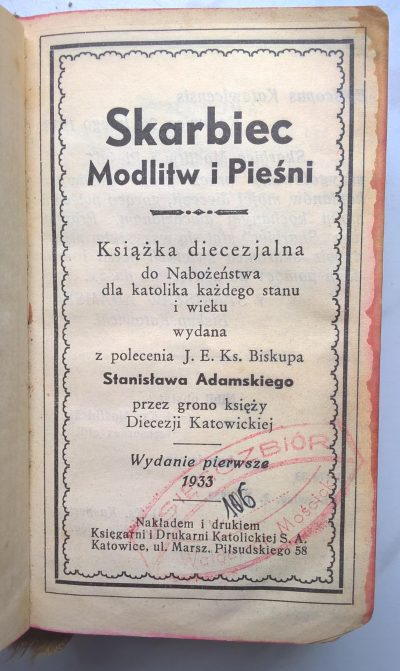 Skarbiec
Modlitw i Pieśni
Książka diecezjalna
do Nabożeństwa
dla katolika każdego stanu
i wieku
wydana
z polecenia J. E. Ks. Biskupa
Stanisława Adamskiego
przez grono księży
Diecezji Katowickiej
Wydanie pierwsze
1933
106
Nakładem i drukiem
Księgarni i Drukarni Katolickiej S. A.
Katowice, ul. Marsz. Piłsudskiego 58
KSIĘGOZBIÓR